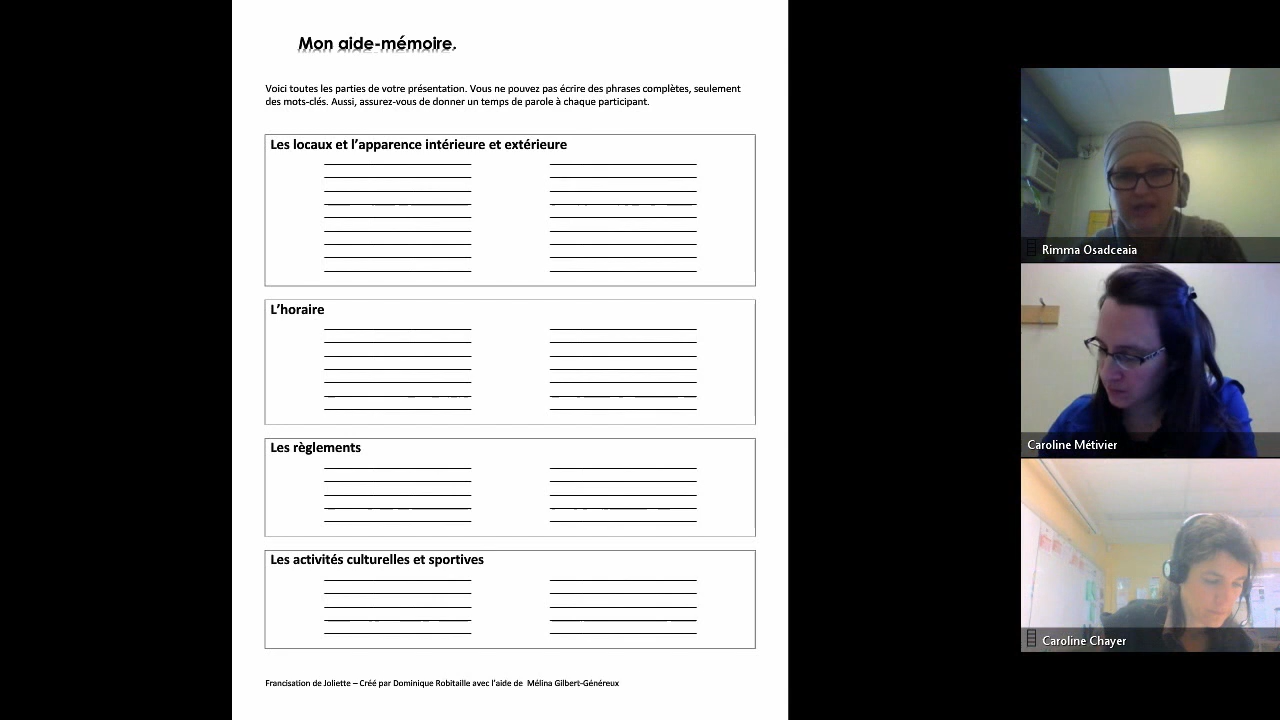 Mon aide-mémoire.
Voici toutes les parties de votre présentation. Vous ne pouvez pas écrire des phrases complètes, seulement
des mots-clés. Aussi, assurez-vous de donner un temps de parole à chaque participant.
Les locaux et l’apparence intérieure et extérieure
L’horaire
Les règlements
Les activités culturelles et sportives
Francisation de Joliette – Créé par Dominique Robitaille avec l’aide de Mélina Gilbert-Généreux
Rimma Osadceaia
Caroline Métivier
Caroline Chayer